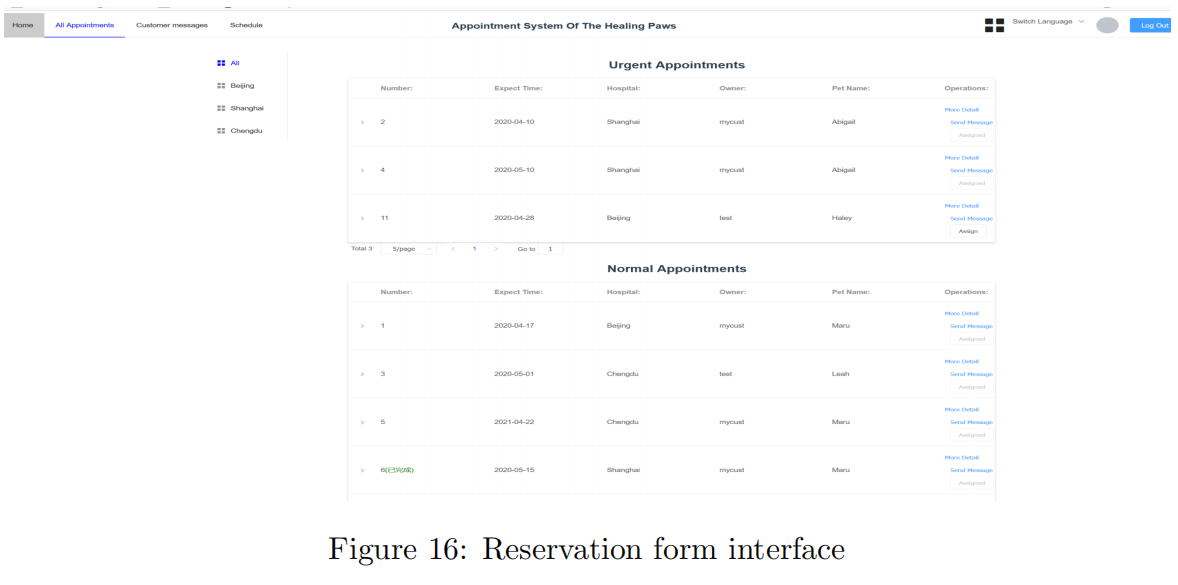 Home All Appointments Customer messages Schedule Appointment System Of The Healing Paws Switch Language Log Out
All
Beijing
Shanghai
Chengdu
Urgent Appointments
Number: Expect Time: Hospital: Owner: Pet Name: Operations:
More Detail
2 2020-04-10 Shanghai mycust Abigail Send Message
Assigned
More Detail
4 2020-05-10 Shanghai mycust Abigail Send Message
Assigned
More Detail
11 2020-04-28 Beijing test Haley Send Message
Assign
Total 3 5/page < 1 > Go to 1
Normal Appointments
Number: Expect Time: Hospital: Owner: Pet Name: Operations:
More Detail
1 2020-04-17 Beijing mycust Maru Send Message
Assigned
More Detail
3 2020-05-01 Chengdu test Leah Send Message
Assigned
More Detail
5 2021-04-22 Chengdu mycust Maru Send Message
Assigned
More Detail
6(已完成) 2020-05-15 Shanghai mycust Maru Send Message
Assigned
Figure 16: Reservation form interface